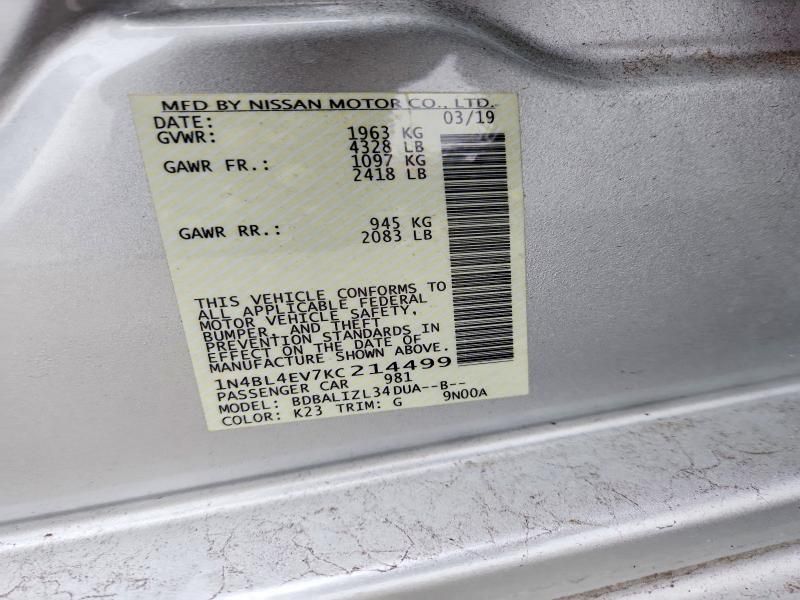 MFD BY NISSAN MOTOR CO., LTD.
DATE: 03/19
GVWR: 1963 KG
4328 LB
GAWR FR.: 1097 KG
2418 LB
GAWR RR.: 945 KG
2083 LB
THIS VEHICLE CONFORMS TO
ALL APPLICABLE FEDERAL
MOTOR VEHICLE SAFETY,
BUMPER, AND THEFT
PREVENTION STANDARDS IN
EFFECT ON THE DATE OF
MANUFACTURE SHOWN ABOVE.
1N4BL4EV7KC214499
PASSENGER CAR 981
MODEL: BDBALIZL34DUA--B--
COLOR: K23 TRIM: G 9N00A